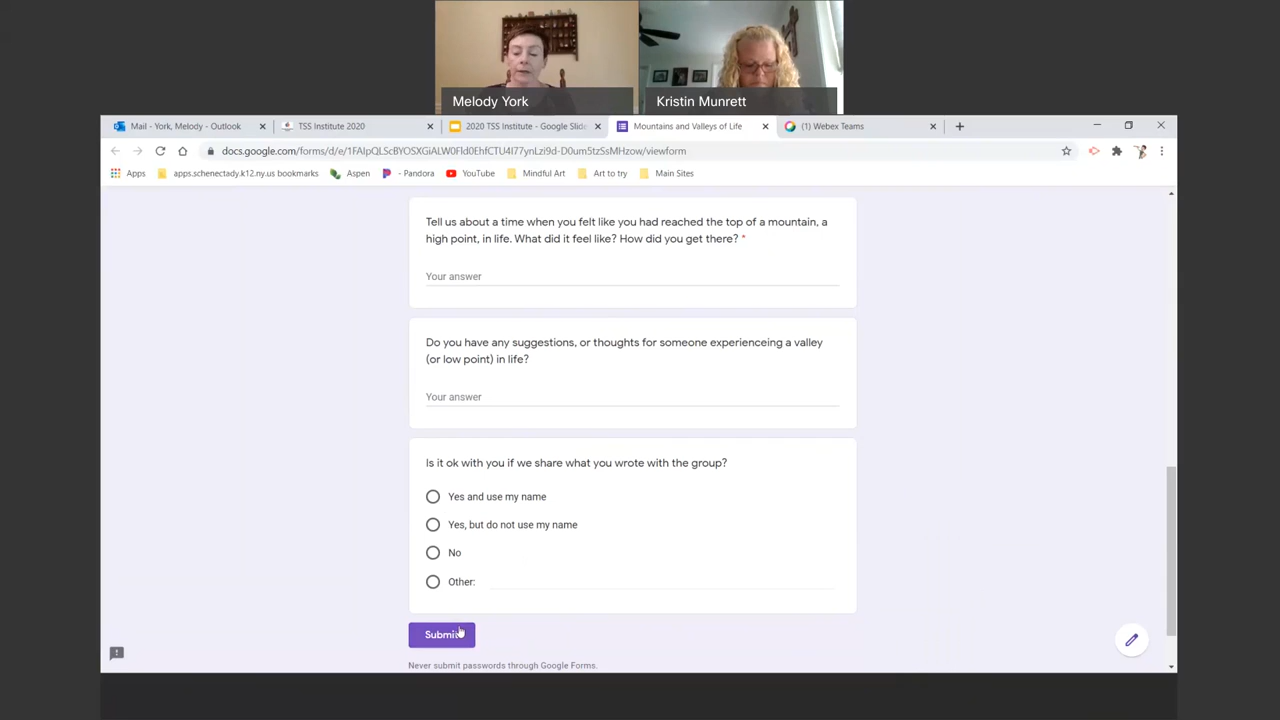 Melody York
Kristin Munrett
Mail - York, Melody - Outlook
TSS Institute 2020
2020 TSS Institute - Google Slide
Mountains and Valleys of Life
(1) Webex Teams
docs.google.com/forms/d/e/1FAIpQLScBYOSXGiALW0Fld0EhfCTU4I77ynLzi9d-D0um5tzSsMHzow/viewform
Apps
apps.schenectady.k12.ny.us bookmarks
Aspen
- Pandora
YouTube
Mindful Art
Art to try
Main Sites
Tell us about a time when you felt like you had reached the top of a mountain, a
high point, in life. What did it feel like? How did you get there? *
Your answer
Do you have any suggestions, or thoughts for someone experienceing a valley
(or low point) in life?
Your answer
Is it ok with you if we share what you wrote with the group?
Yes and use my name
Yes, but do not use my name
No
Other:
Submit
Never submit passwords through Google Forms.